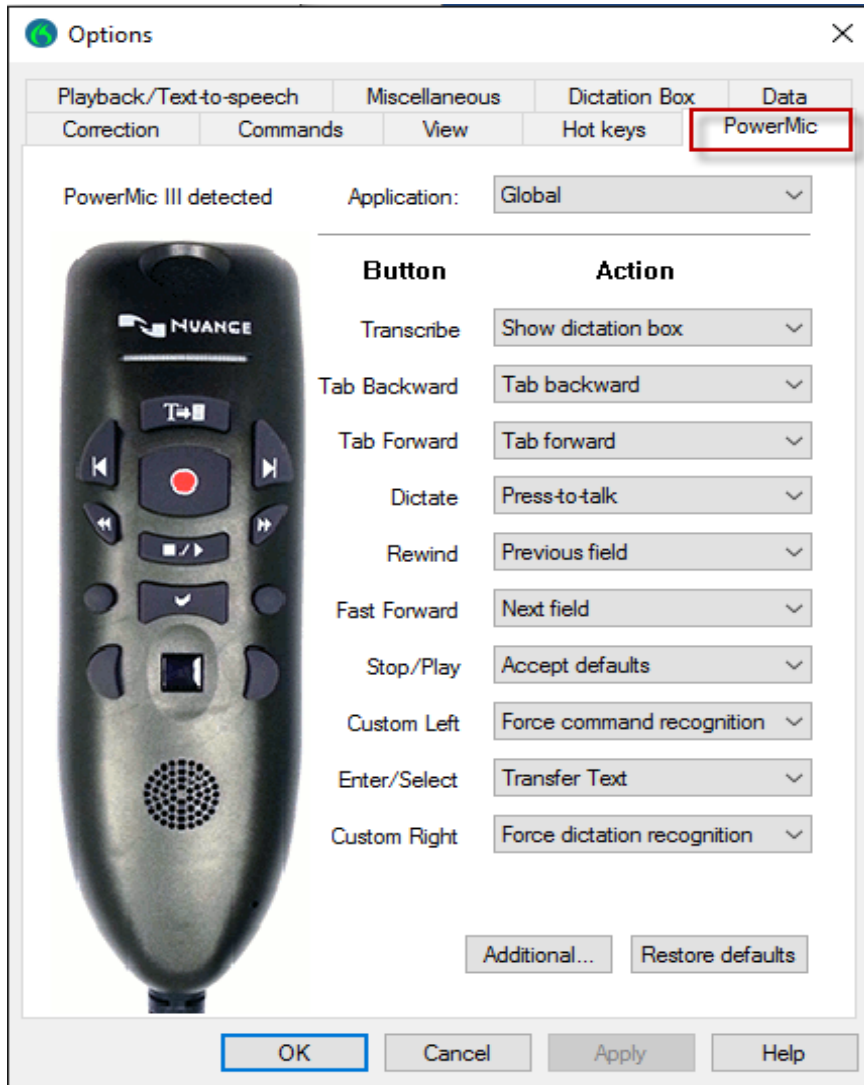 Options
Playback/Text-to-speech Miscellaneous Dictation Box Data
Correction Commands View Hot keys PowerMic
PowerMic III detected Application: Global
Button Action
NUANCE
Transcribe Show dictation box
Tab Backward Tab backward
Tab Forward Tab forward
Dictate Press-to-talk
Rewind Previous field
Fast Forward Next field
Stop/Play Accept defaults
Custom Left Force command recognition
Enter/Select Transfer Text
Custom Right Force dictation recognition
Additional... Restore defaults
OK Cancel Apply Help